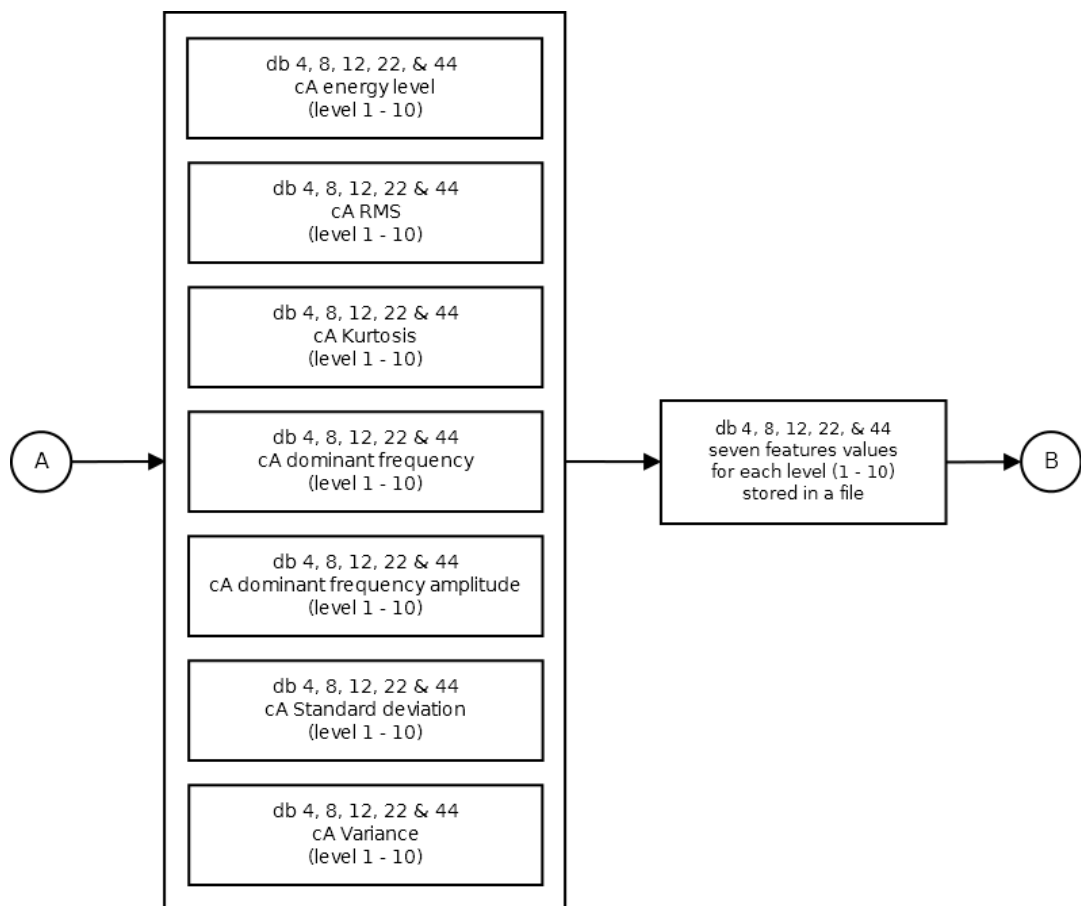 db 4, 8, 12, 22, & 44
cA energy level
(level 1 - 10)
db 4, 8, 12, 22 & 44
cA RMS
(level 1 - 10)
db 4, 8, 12, 22 & 44
cA Kurtosis
(level 1 - 10)
A
db 4, 8, 12, 22 & 44
cA dominant frequency
(level 1 - 10)
db 4, 8, 12, 22 & 44
cA dominant frequency amplitude
(level 1 - 10)
db 4, 8, 12, 22 & 44
cA Standard deviation
(level 1 - 10)
db 4, 8, 12, 22 & 44
cA Variance
(level 1 - 10)
db 4, 8, 12, 22, & 44
seven features values
for each level (1 - 10)
stored in a file
B